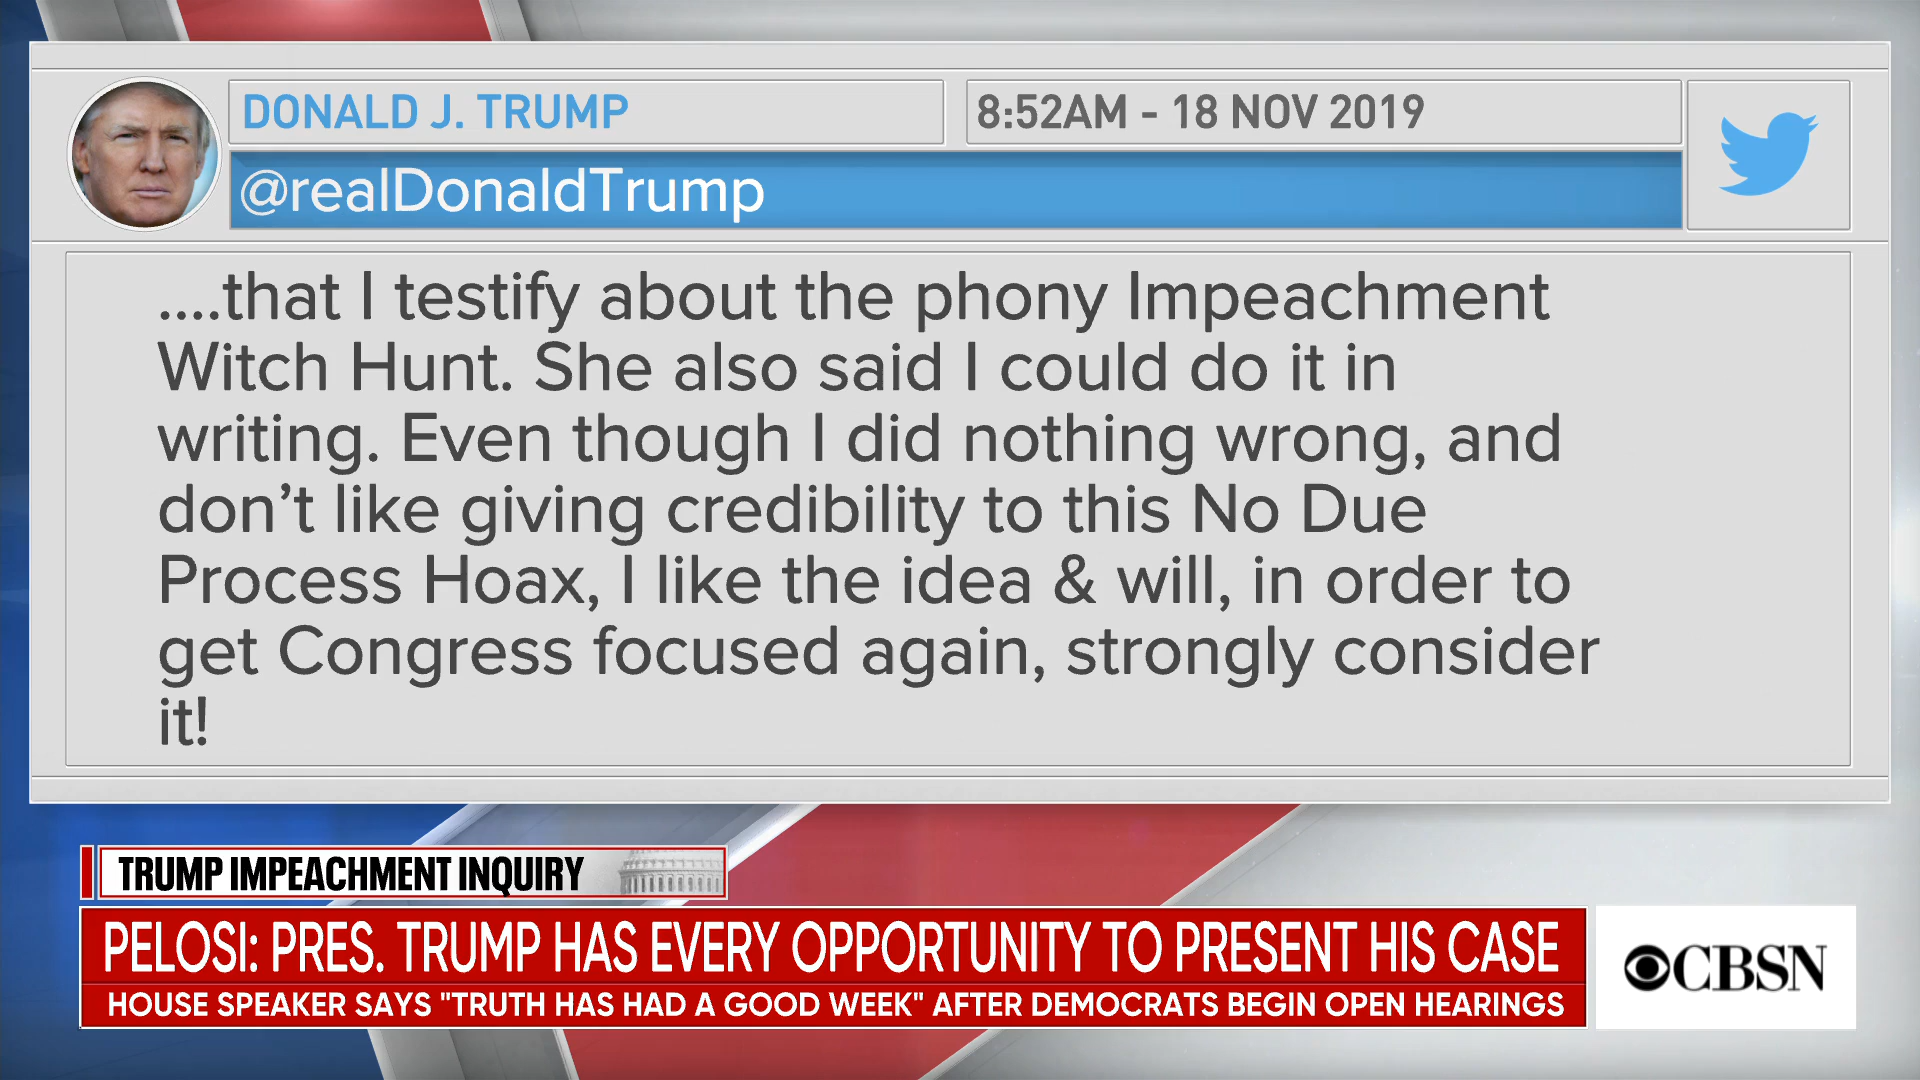 DONALD J. TRUMP
8:52AM - 18 NOV 2019
@realDonaldTrump
....that I testify about the phony Impeachment
Witch Hunt. She also said I could do it in
writing. Even though I did nothing wrong, and
don’t like giving credibility to this No Due
Process Hoax, I like the idea & will, in order to
get Congress focused again, strongly consider
it!
TRUMP IMPEACHMENT INQUIRY
PELOSI: PRES. TRUMP HAS EVERY OPPORTUNITY TO PRESENT HIS CASE
HOUSE SPEAKER SAYS "TRUTH HAS HAD A GOOD WEEK" AFTER DEMOCRATS BEGIN OPEN HEARINGS
CBSN